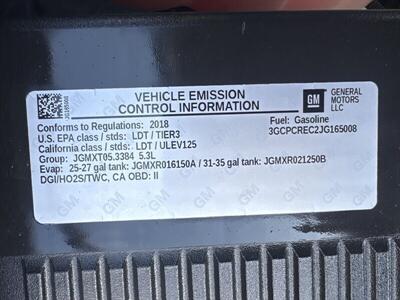 VEHICLE EMISSION
CONTROL INFORMATION
GM
GENERAL
MOTORS
LLC
Conforms to Regulations: 2018
Fuel: Gasoline
U.S. EPA class / stds: LDT / TIER3
3GCPCREC2JG165008
California class / stds: LDT / ULEV125
Group: JGMXT05.3384 5.3L
Evap: 25-27 gal tank: JGMXR016150A / 31-35 gal tank: JGMXR021250B
DGI/HO2S/TWC, CA OBD: II